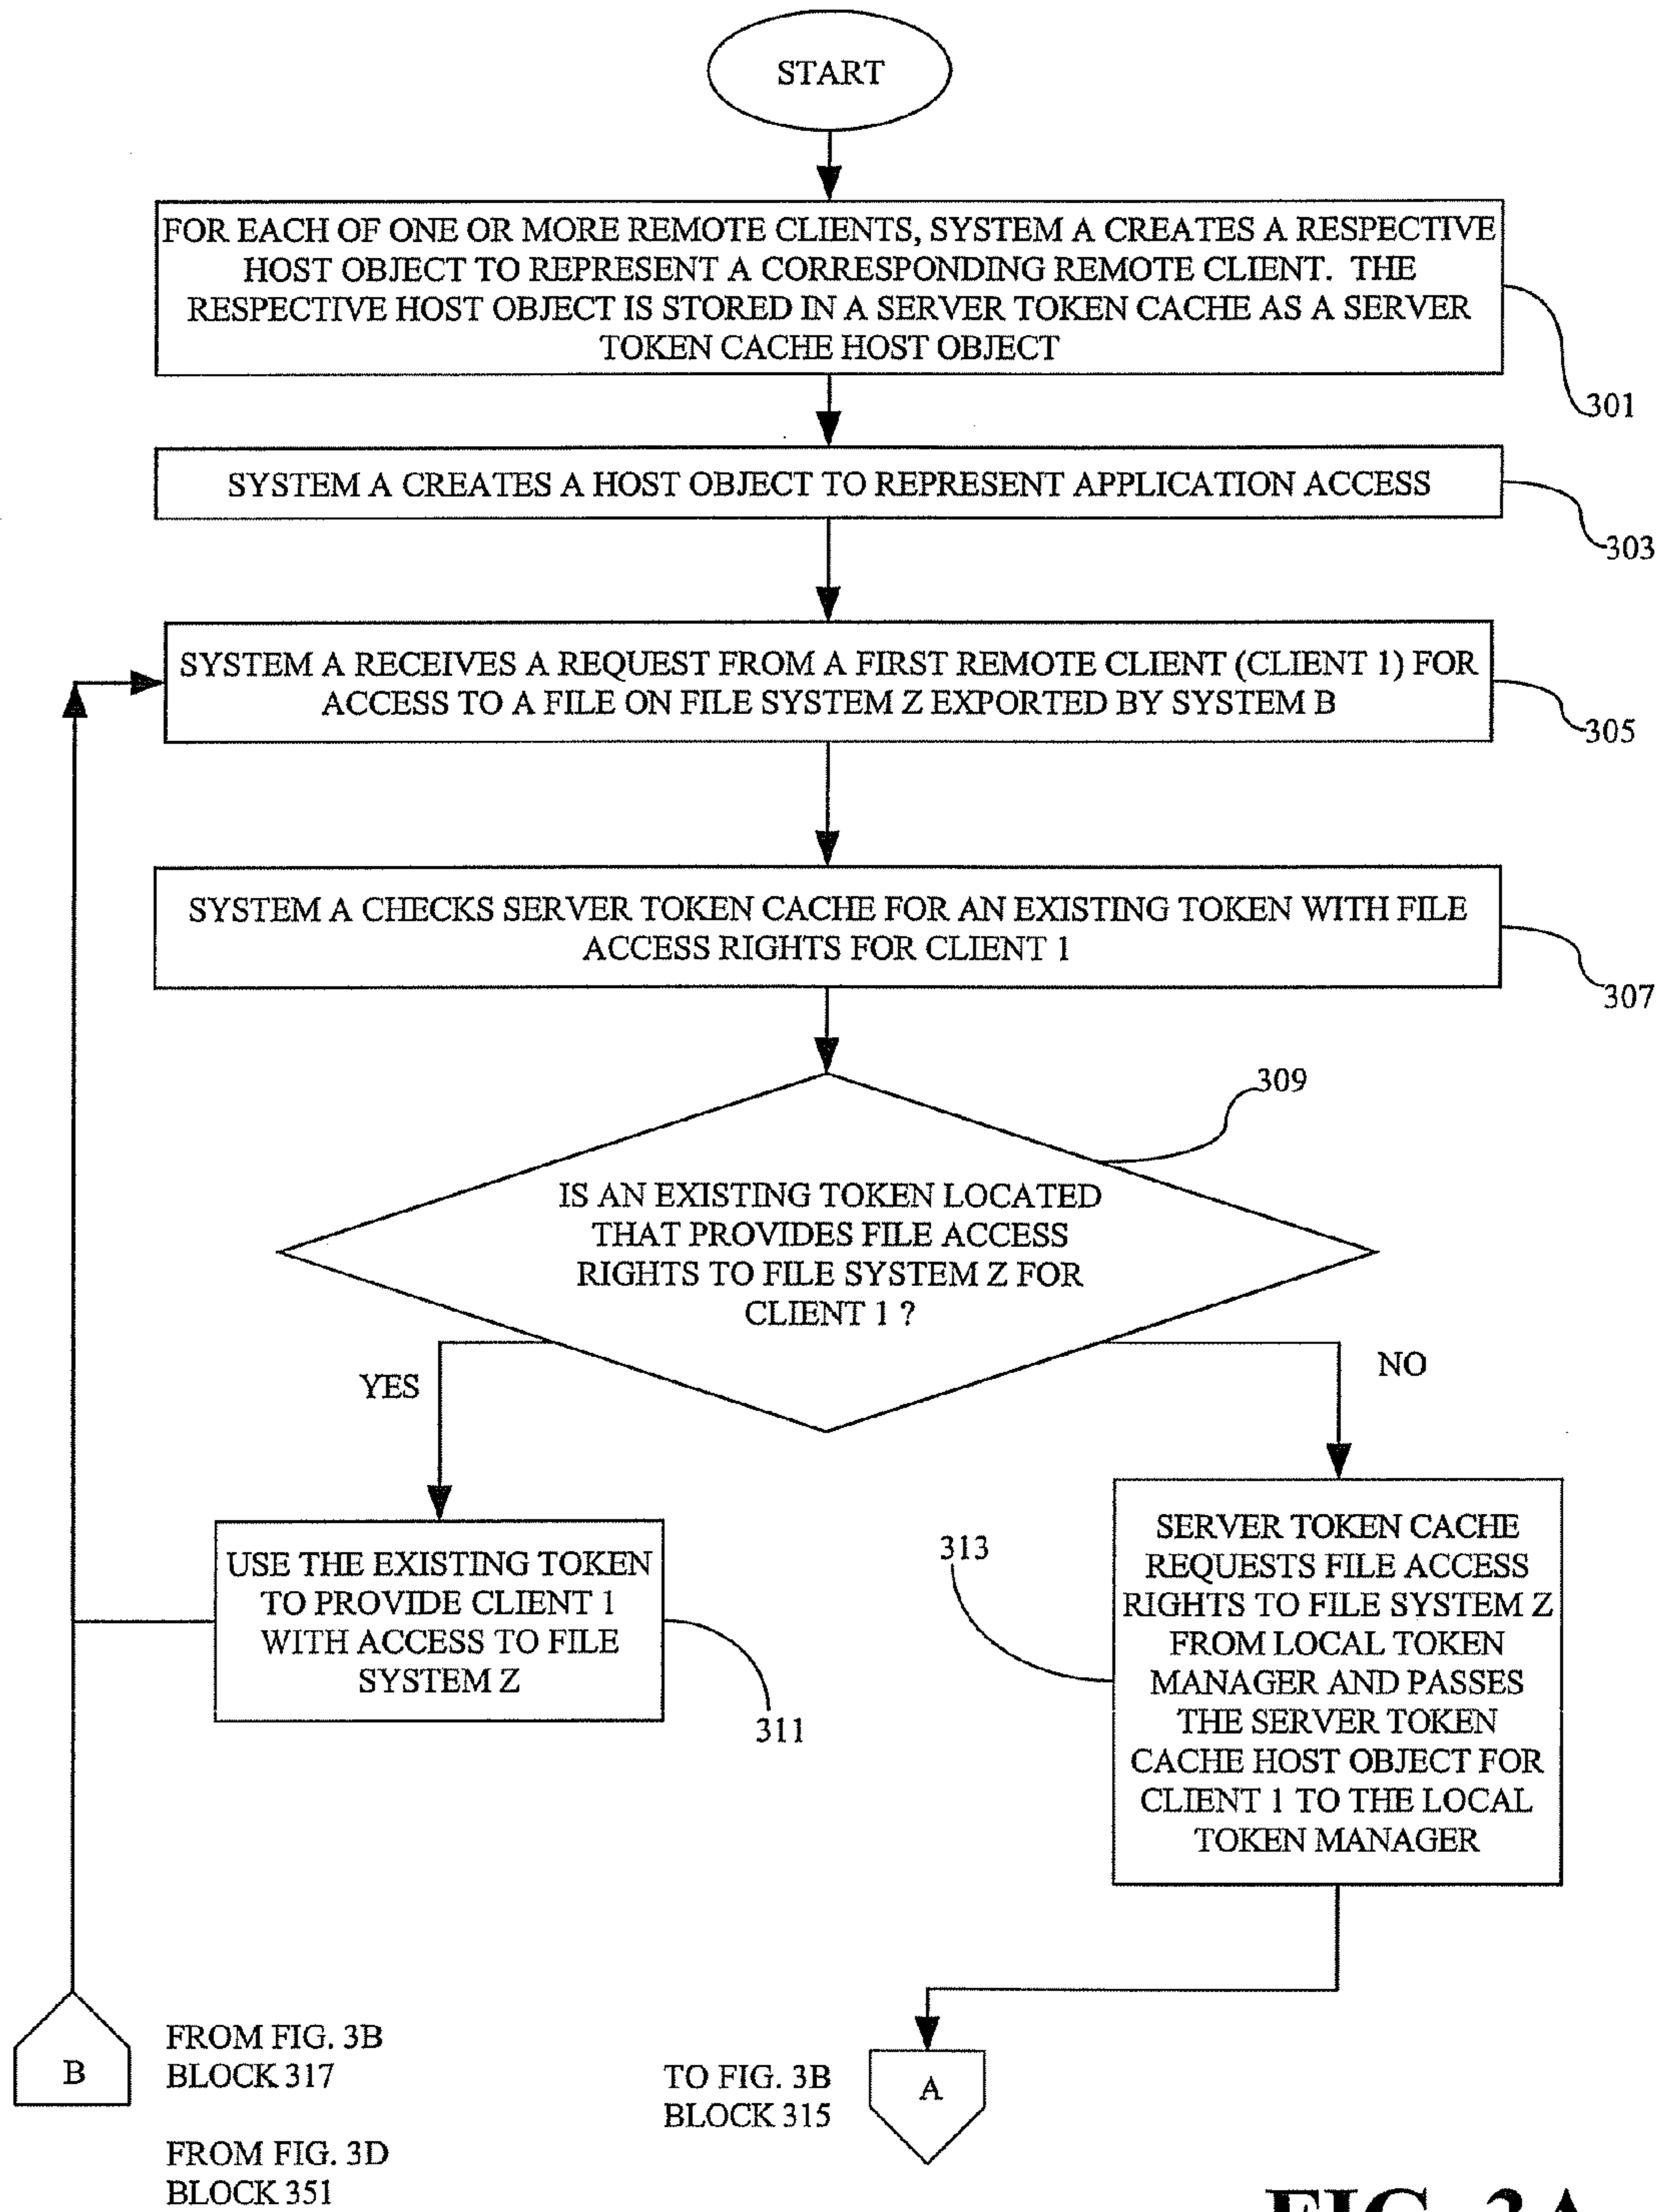 START
FOR EACH OF ONE OR MORE REMOTE CLIENTS, SYSTEM A CREATES A RESPECTIVE
HOST OBJECT TO REPRESENT A CORRESPONDING REMOTE CLIENT. THE
RESPECTIVE HOST OBJECT IS STORED IN A SERVER TOKEN CACHE AS A SERVER
TOKEN CACHE HOST OBJECT
301
SYSTEM A CREATES A HOST OBJECT TO REPRESENT APPLICATION ACCESS
303
SYSTEM A RECEIVES A REQUEST FROM A FIRST REMOTE CLIENT (CLIENT 1) FOR
ACCESS TO A FILE ON FILE SYSTEM Z EXPORTED BY SYSTEM B
305
SYSTEM A CHECKS SERVER TOKEN CACHE FOR AN EXISTING TOKEN WITH FILE
ACCESS RIGHTS FOR CLIENT 1
307
309
IS AN EXISTING TOKEN LOCATED
THAT PROVIDES FILE ACCESS
RIGHTS TO FILE SYSTEM Z FOR
CLIENT 1 ?
YES
NO
USE THE EXISTING TOKEN
TO PROVIDE CLIENT 1
WITH ACCESS TO FILE
SYSTEM Z
311
313
SERVER TOKEN CACHE
REQUESTS FILE ACCESS
RIGHTS TO FILE SYSTEM Z
FROM LOCAL TOKEN
MANAGER AND PASSES
THE SERVER TOKEN
CACHE HOST OBJECT FOR
CLIENT 1 TO THE LOCAL
TOKEN MANAGER
B
FROM FIG. 3B
BLOCK 317
FROM FIG. 3D
BLOCK 351
TO FIG. 3B
BLOCK 315
A
FIG. 3A